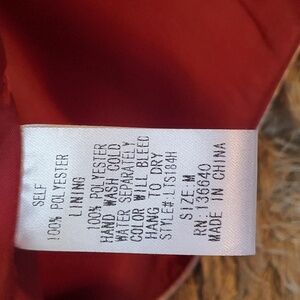 SELF
100% POLYESTER
LINING
100% POLYESTER
HAND WASH COLD
WATER SEPARATELY
COLOR WILL BLEED
HANG TO DRY
STYLE# LTS184H
SIZE:M
RN:136640
MADE IN CHINA